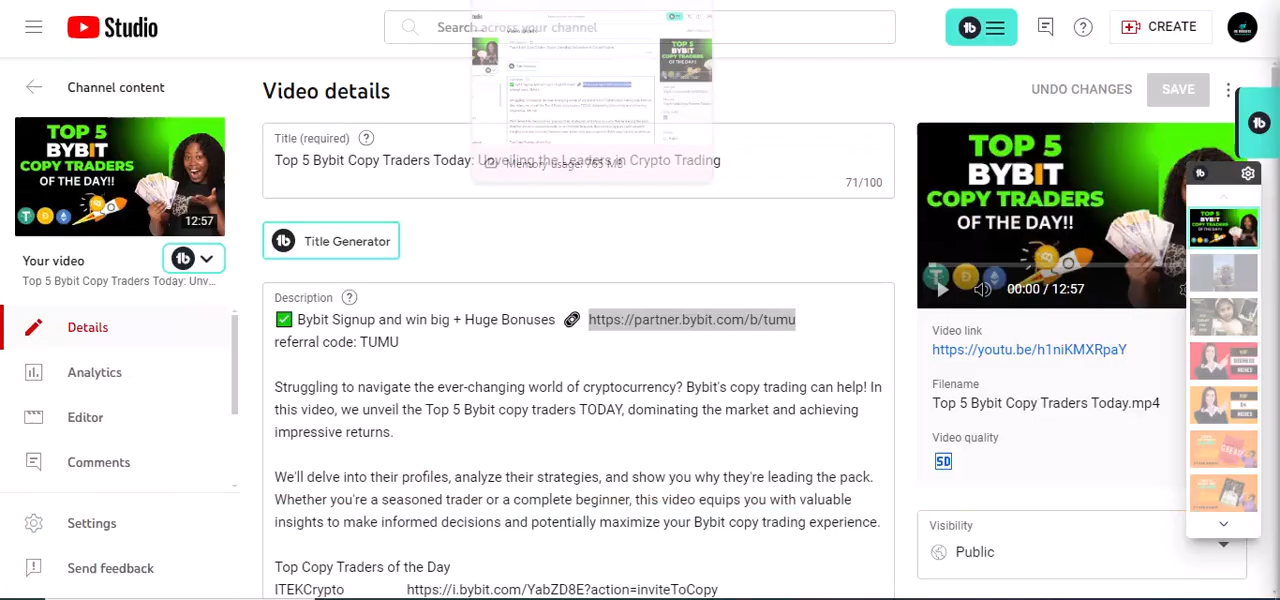 Studio
Search across your channel
CREATE
Channel content
Video details
UNDO CHANGES
SAVE
TOP 5
BYBIT
COPY TRADERS
OF THE DAY!!
12:57
Your video
Top 5 Bybit Copy Traders Today: Unv...
Details
Analytics
Editor
Comments
Settings
Send feedback
Title (required)
Top 5 Bybit Copy Traders Today: Unveiling the Leaders in Crypto Trading
Memory usage: 765 MB
71/100
Title Generator
Description
✅ Bybit Signup and win big + Huge Bonuses 🔗 https://partner.bybit.com/b/tumu
referral code: TUMU
Struggling to navigate the ever-changing world of cryptocurrency? Bybit's copy trading can help! In
this video, we unveil the Top 5 Bybit copy traders TODAY, dominating the market and achieving
impressive returns.
We'll delve into their profiles, analyze their strategies, and show you why they're leading the pack.
Whether you're a seasoned trader or a complete beginner, this video equips you with valuable
insights to make informed decisions and potentially maximize your Bybit copy trading experience.
Top Copy Traders of the Day
ITEKCrypto https://i.bybit.com/YabZD8E?action=inviteToCopy
TOP 5
BYBIT
COPY TRADERS
OF THE DAY!!
00:00 / 12:57
Video link
https://youtu.be/h1niKMXRpaY
Filename
Top 5 Bybit Copy Traders Today.mp4
Video quality
SD
Visibility
Public